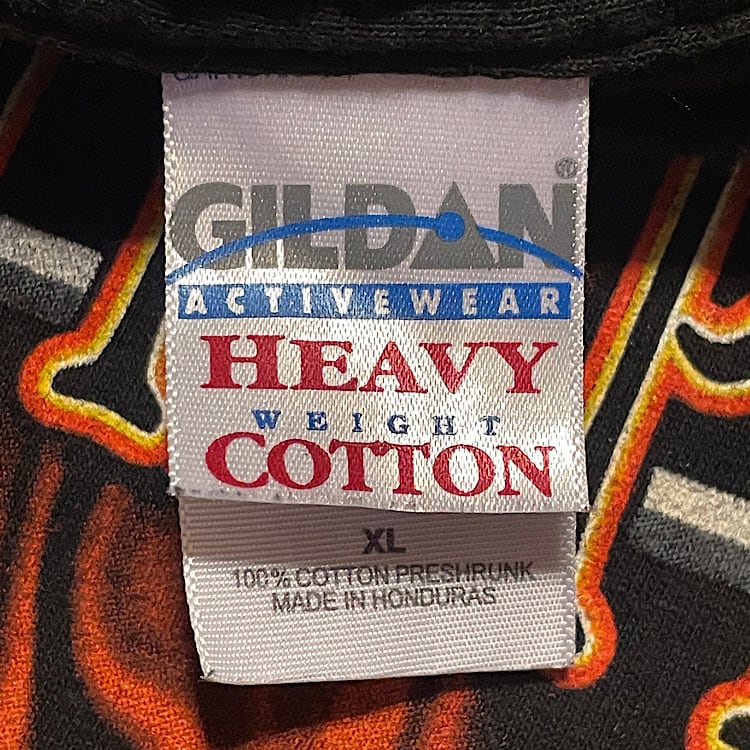 GILDAN®
ACTIVEWEAR
HEAVY
WEIGHT
COTTON
XL
100% COTTON PRESHRUNK
MADE IN HONDURAS